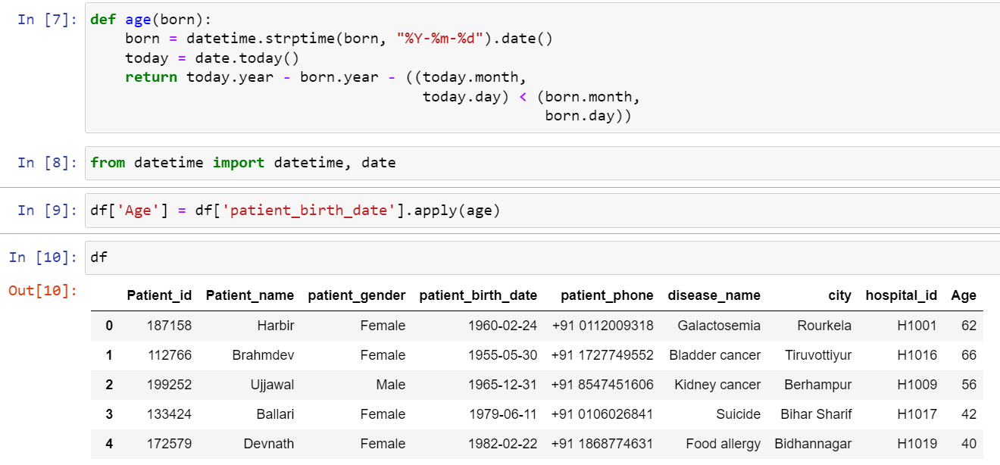 In [7]: def age(born):
    born = datetime.strptime(born, "%Y-%m-%d").date()
    today = date.today()
    return today.year - born.year - ((today.month,
                                      today.day) < (born.month,
                                                    born.day))
In [8]: from datetime import datetime, date
In [9]: df['Age'] = df['patient_birth_date'].apply(age)
In [10]: df
Out[10]:
Patient_id Patient_name patient_gender patient_birth_date patient_phone disease_name city hospital_id Age
0 187158 Harbir Female 1960-02-24 +91 0112009318 Galactosemia Rourkela H1001 62
1 112766 Brahmdev Female 1955-05-30 +91 1727749552 Bladder cancer Tiruvottiyur H1016 66
2 199252 Ujjawal Male 1965-12-31 +91 8547451606 Kidney cancer Berhampur H1009 56
3 133424 Ballari Female 1979-06-11 +91 0106026841 Suicide Bihar Sharif H1017 42
4 172579 Devnath Female 1982-02-22 +91 1868774631 Food allergy Bidhannagar H1019 40